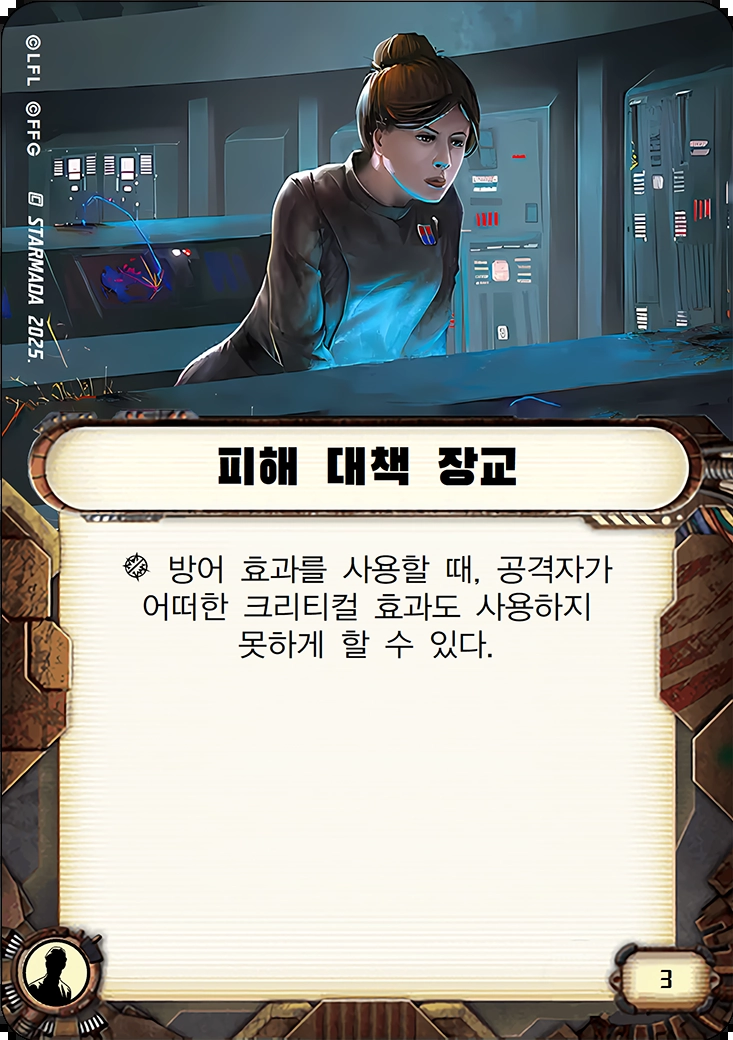 ©LFL ©FFG STARMADA 2025.
피해 대책 장교
방어 효과를 사용할 때, 공격자가
어떠한 크리티컬 효과도 사용하지
못하게 할 수 있다.
3